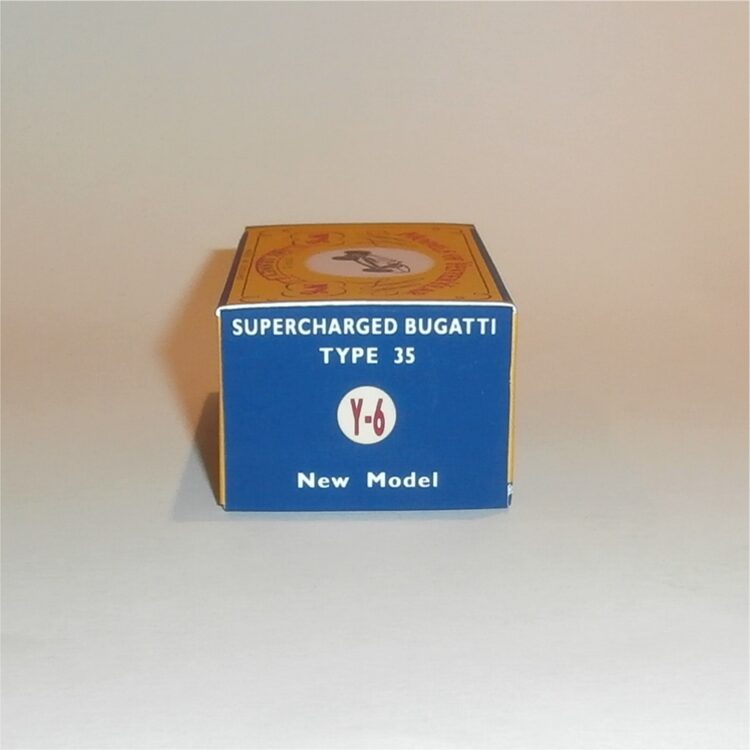 SUPERCHARGED BUGATTI
TYPE 35
Y-6
New Model